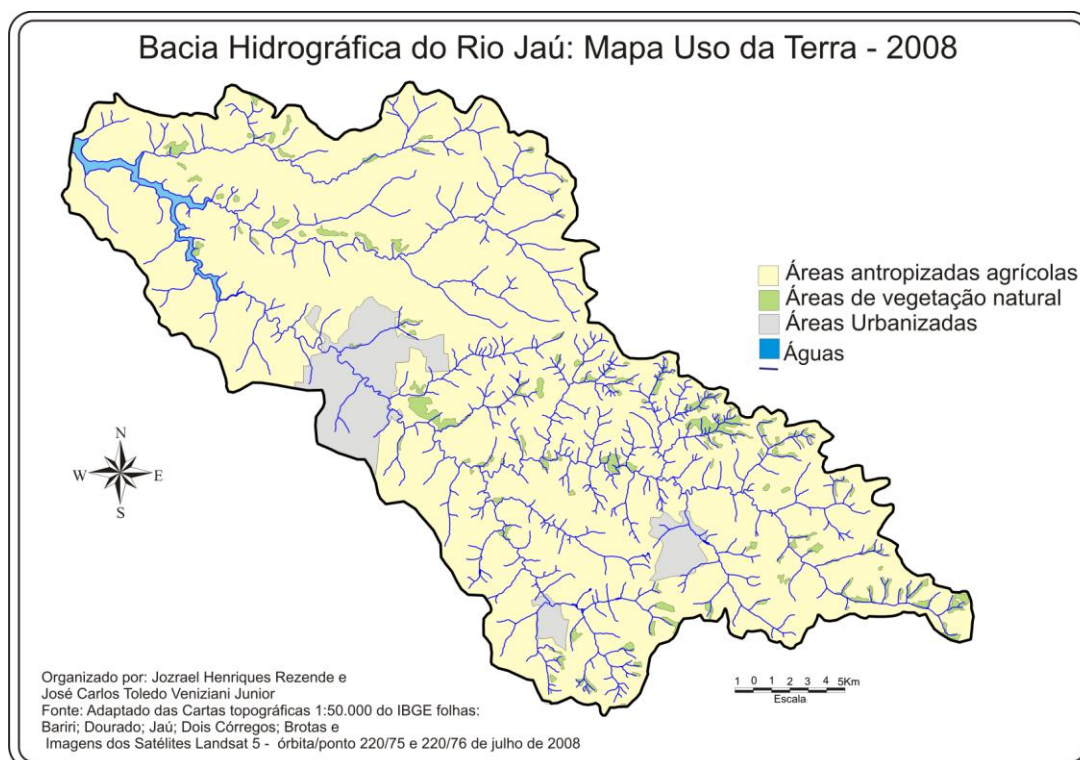 Bacia Hidrográfica do Rio Jaú: Mapa Uso da Terra - 2008
Áreas antropizadas agrícolas
Áreas de vegetação natural
Áreas Urbanizadas
Águas
N
W E
S
1 0 1 2 3 4 5Km
Escala
Organizado por: Jozrael Henriques Rezende e
José Carlos Toledo Veniziani Junior
Fonte: Adaptado das Cartas topográficas 1:50.000 do IBGE folhas:
Bariri; Dourado; Jaú; Dois Córregos; Brotas e
Imagens dos Satélites Landsat 5 - órbita/ponto 220/75 e 220/76 de julho de 2008